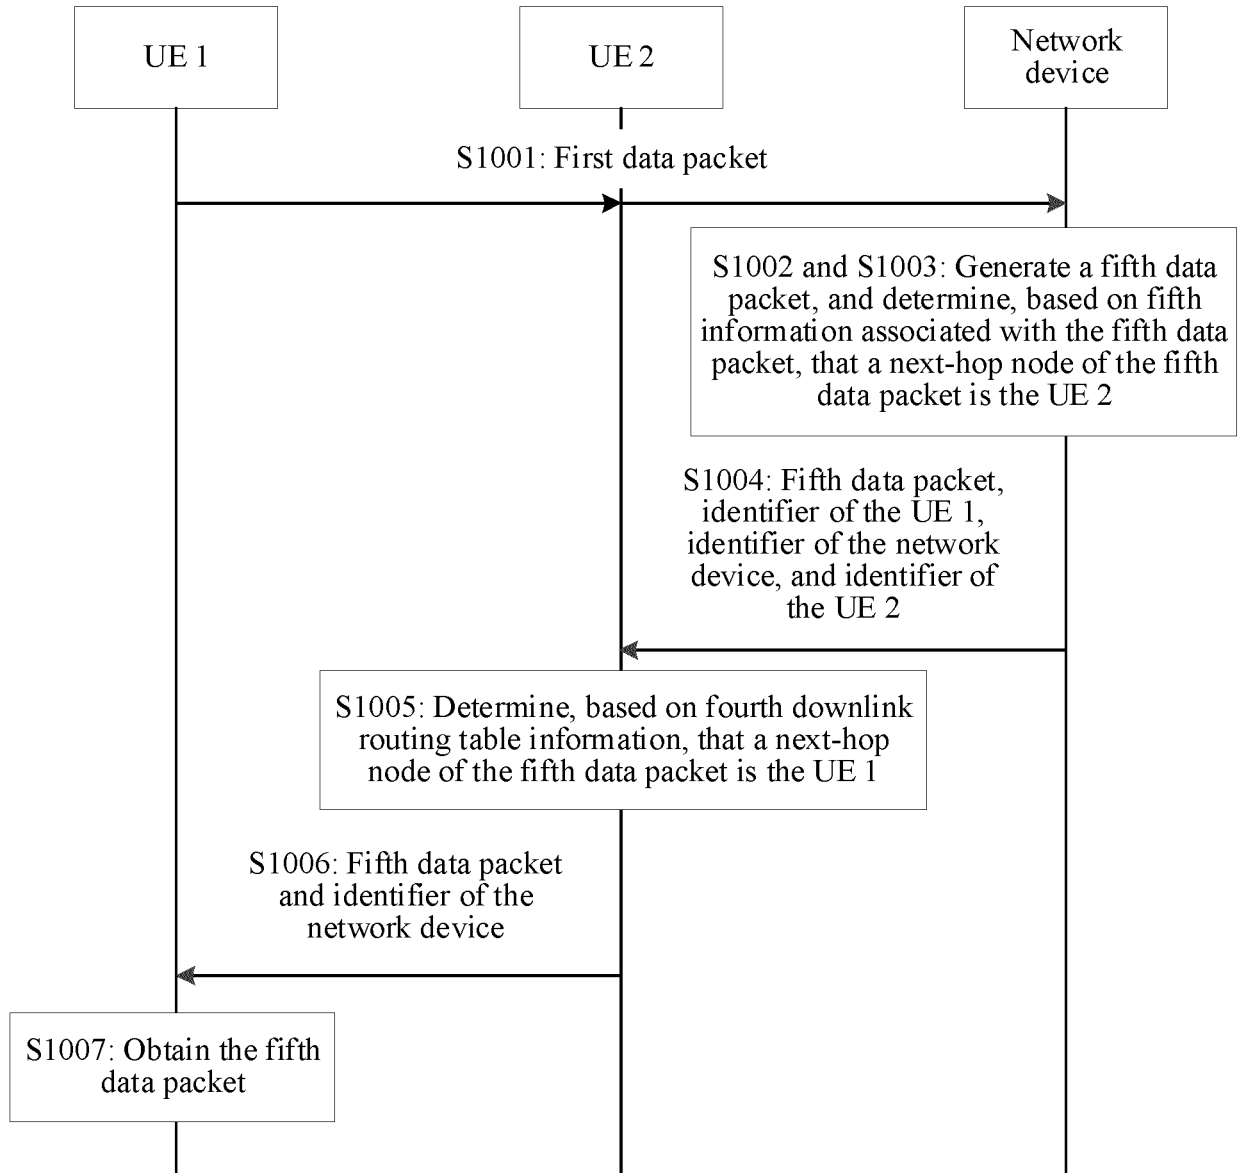 UE 1
UE 2
Network
device
S1001: First data packet
S1002 and S1003: Generate a fifth data
packet, and determine, based on fifth
information associated with the fifth data
packet, that a next-hop node of the fifth
data packet is the UE 2
S1004: Fifth data packet,
identifier of the UE 1,
identifier of the network
device, and identifier of
the UE 2
S1005: Determine, based on fourth downlink
routing table information, that a next-hop
node of the fifth data packet is the UE 1
S1006: Fifth data packet
and identifier of the
network device
S1007: Obtain the fifth
data packet